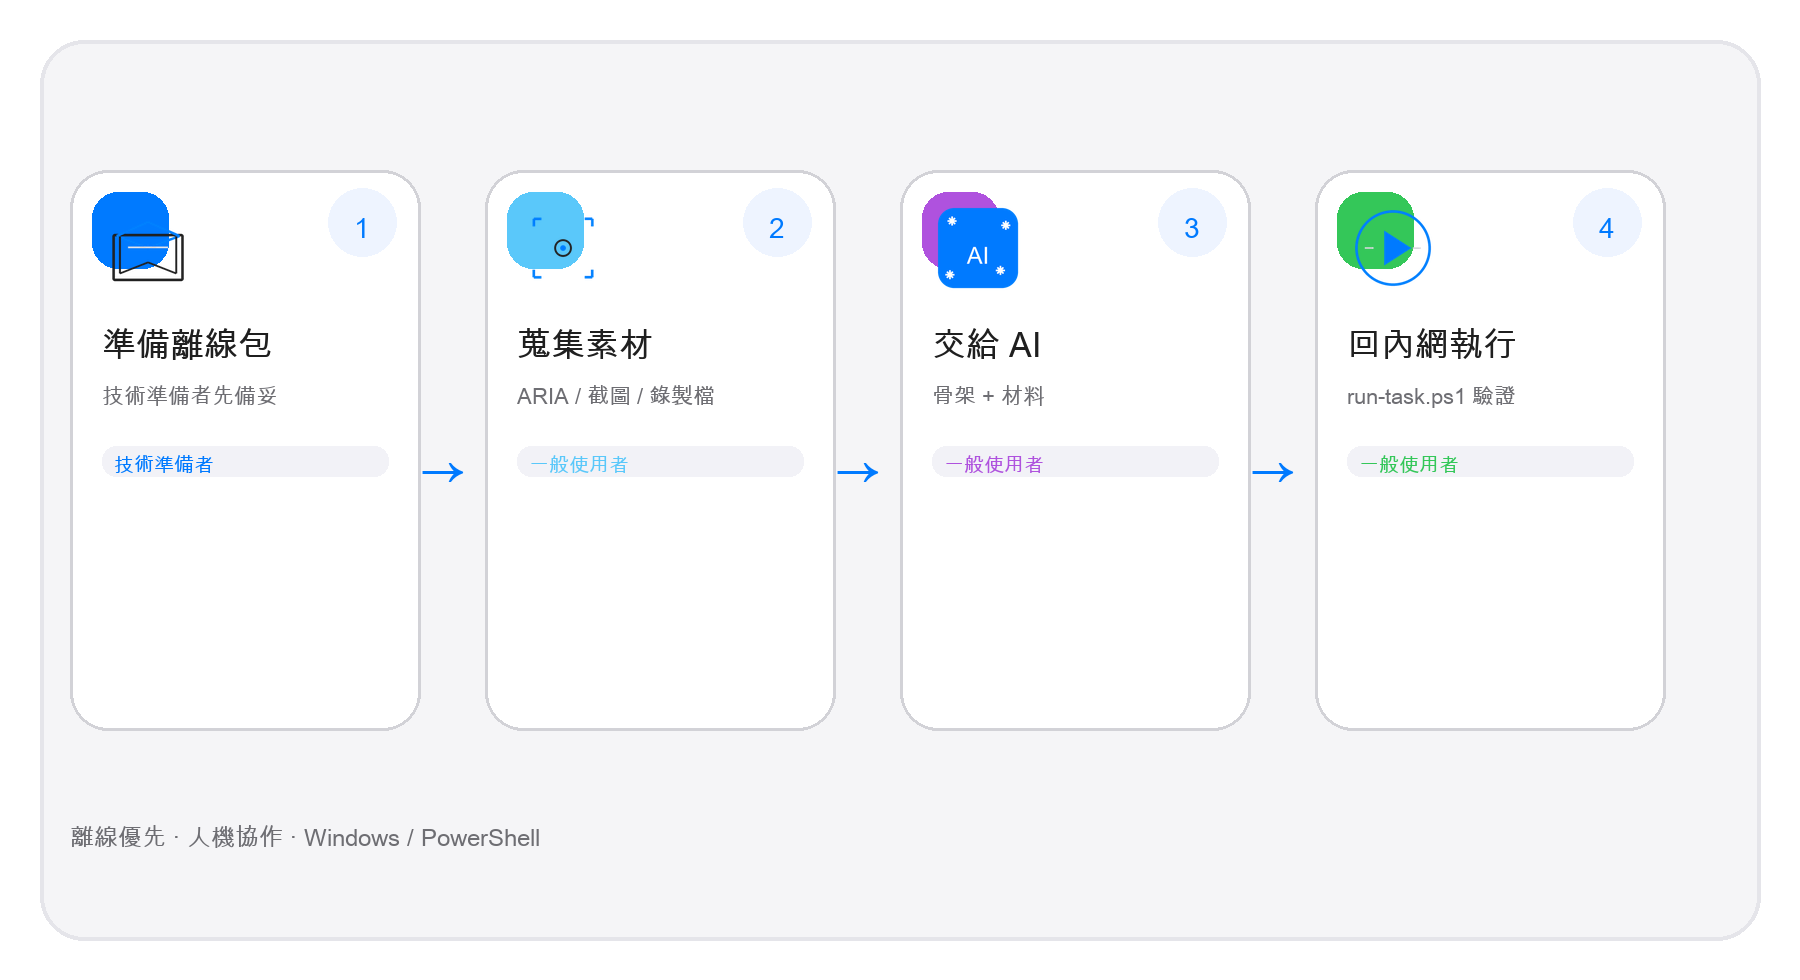 1
準備離線包
技術準備者先備妥
技術準備者
→
2
蒐集素材
ARIA / 截圖 / 錄製檔
一般使用者
→
3
AI
交給 AI
骨架 + 材料
一般使用者
→
4
回內網執行
run-task.ps1 驗證
一般使用者
離線優先 · 人機協作 · Windows / PowerShell